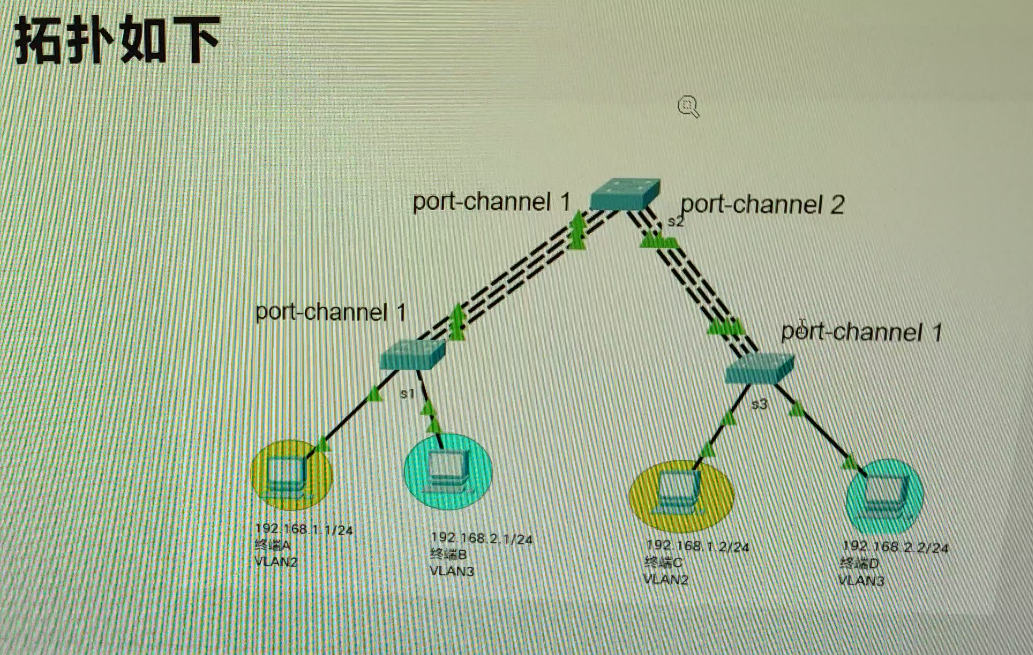 拓扑如下
port-channel 1
port-channel 2
s2
port-channel 1
port-channel 1
s1
s3
192.168.1.1/24
终端A
VLAN2
192.168.2.1/24
终端B
VLAN3
192.168.1.2/24
终端C
VLAN2
192.168.2.2/24
终端D
VLAN3